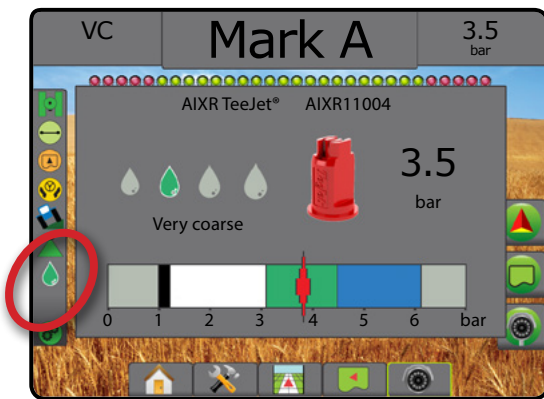 VC
Mark A
3.5
bar
AIXR TeeJet® AIXR11004
3.5
bar
Very coarse
0 1 2 3 4 5 6 bar